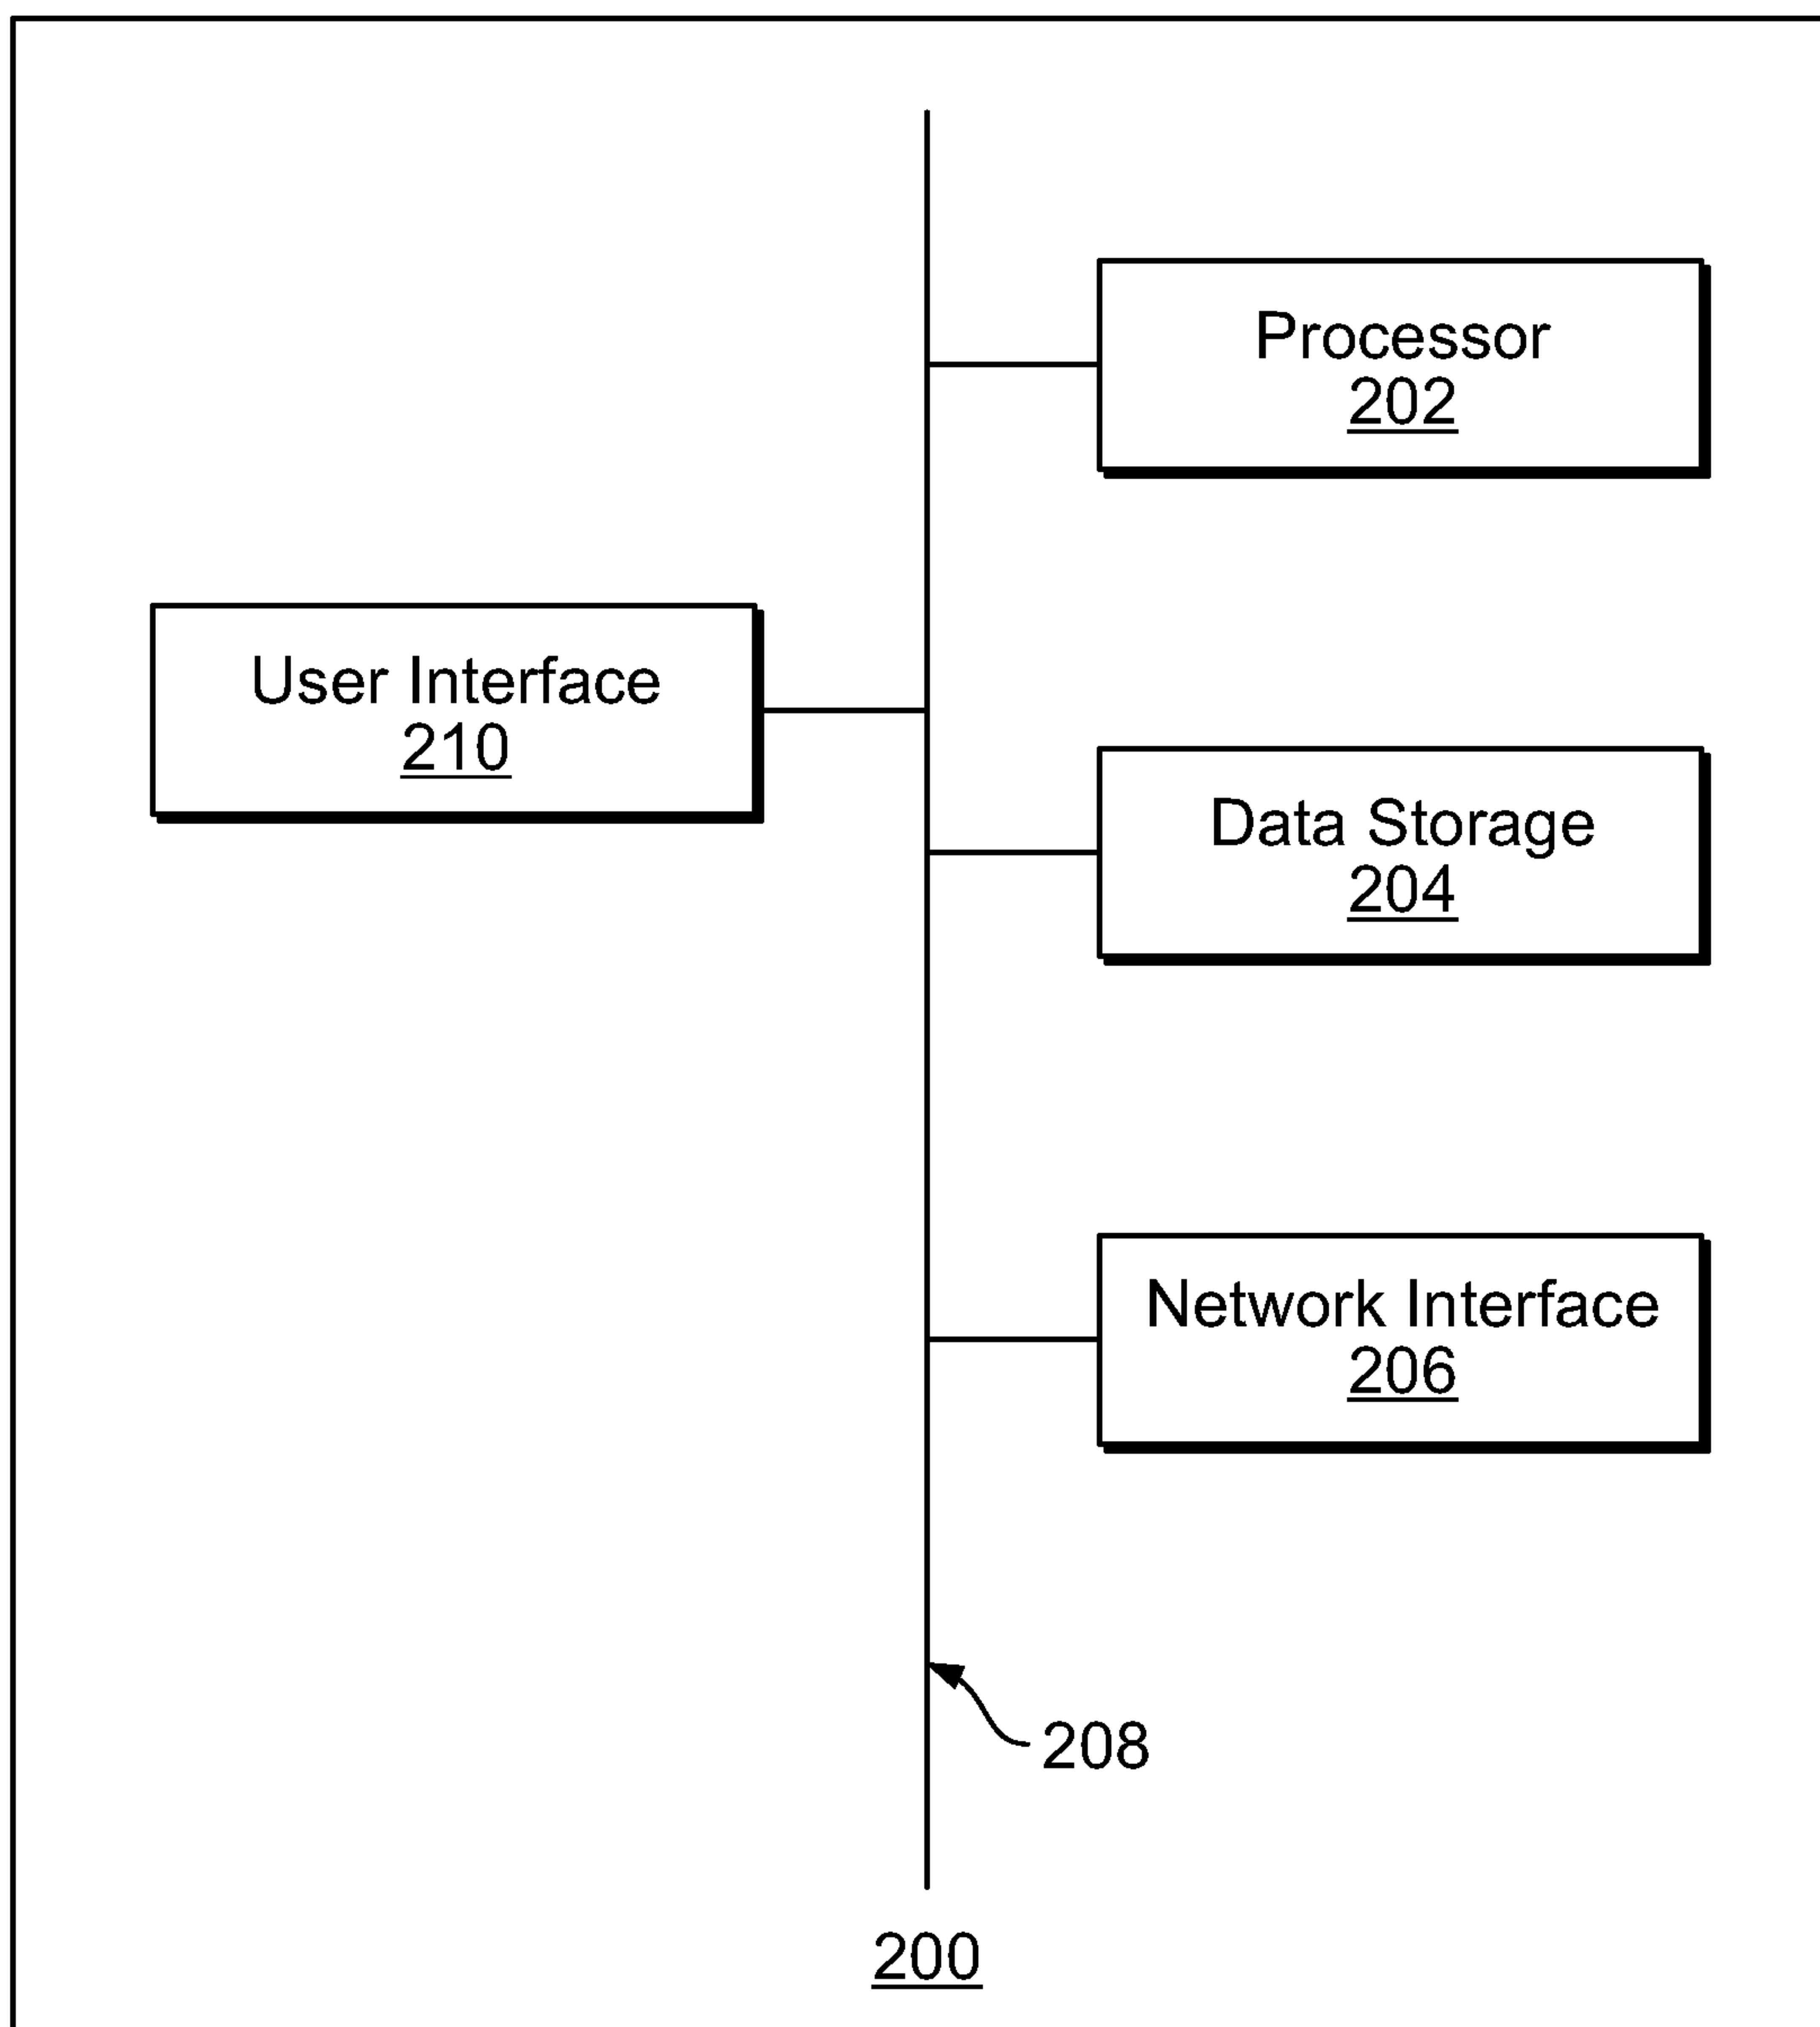 Processor
202
User Interface
210
Data Storage
204
Network Interface
206
208
200